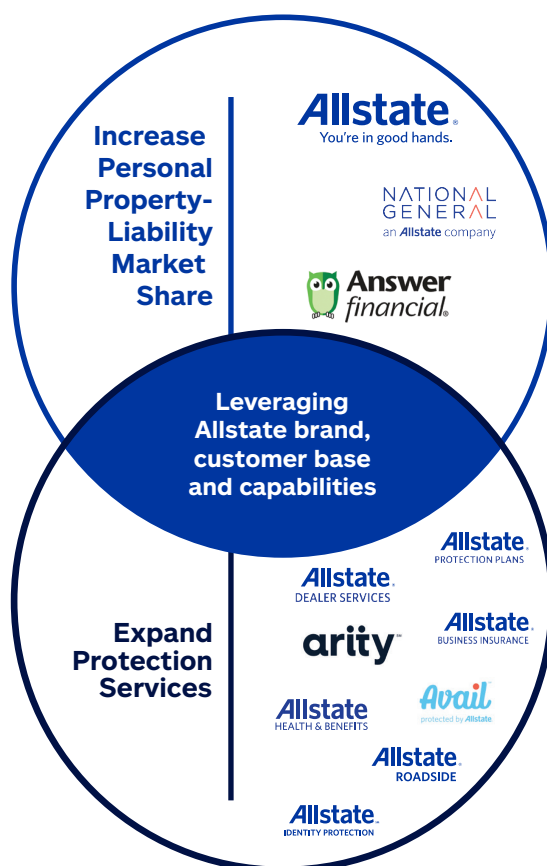 Increase
Personal
Property-
Liability
Market
Share
Allstate®
You're in good hands.
NATIONAL
GENERAL
an Allstate company
Answer
financial®
Leveraging
Allstate brand,
customer base
and capabilities
Expand
Protection
Services
Allstate®
PROTECTION PLANS
Allstate®
DEALER SERVICES
Allstate®
BUSINESS INSURANCE
arity℠
Avail™
protected by Allstate
Allstate
HEALTH & BENEFITS
Allstate®
ROADSIDE
Allstate
IDENTITY PROTECTION